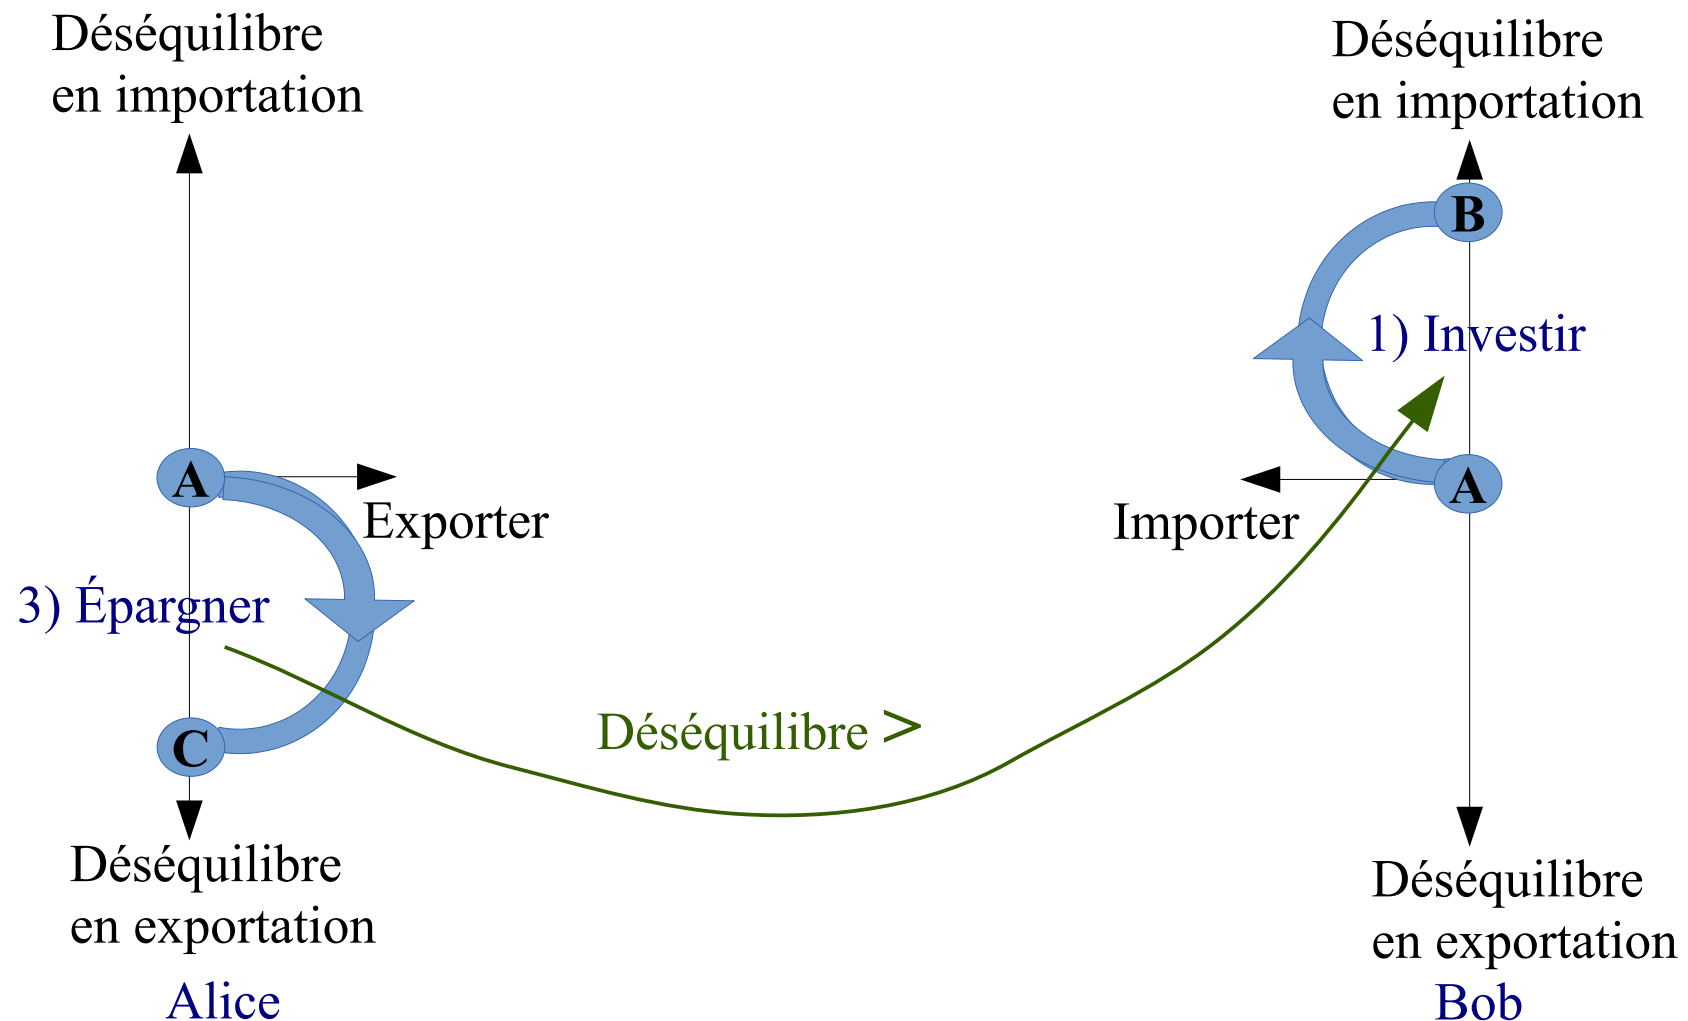 Déséquilibre
en importation
Déséquilibre
en importation
B
1) Investir
A
Exporter
Importer
A
3) Épargner
Déséquilibre >
C
Déséquilibre
en exportation
Alice
Déséquilibre
en exportation
Bob